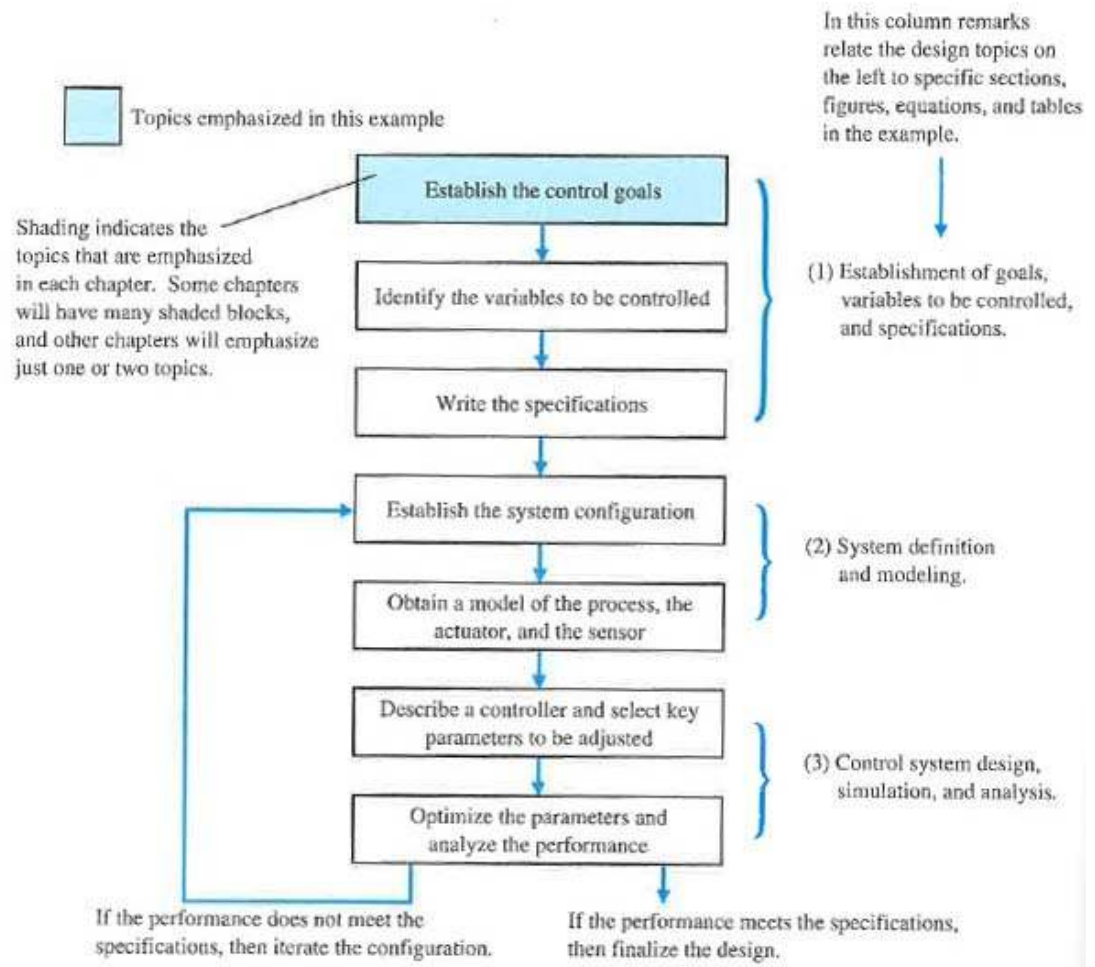 In this column remarks
relate the design topics on
the left to specific sections,
figures, equations, and tables
in the example.
Topics emphasized in this example
Establish the control goals
Shading indicates the
topics that are emphasized
in each chapter. Some chapters
will have many shaded blocks,
and other chapters will emphasize
just one or two topics.
Identify the variables to be controlled
(1) Establishment of goals,
variables to be controlled,
and specifications.
Write the specifications
Establish the system configuration
(2) System definition
and modeling.
Obtain a model of the process, the
actuator, and the sensor
Describe a controller and select key
parameters to be adjusted
(3) Control system design,
simulation, and analysis.
Optimize the parameters and
analyze the performance
If the performance does not meet the
specifications, then iterate the configuration.
If the performance meets the specifications,
then finalize the design.